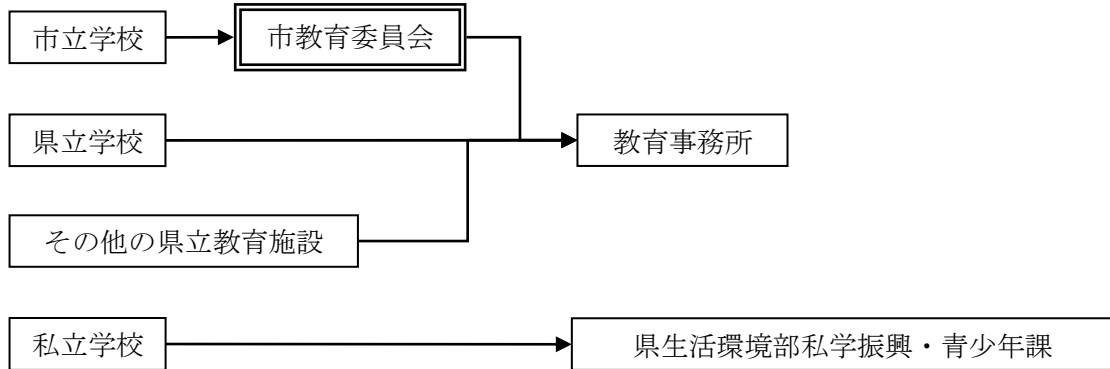 市立学校
市教育委員会
県立学校
教育事務所
その他の県立教育施設
私立学校
県生活環境部私学振興・青少年課